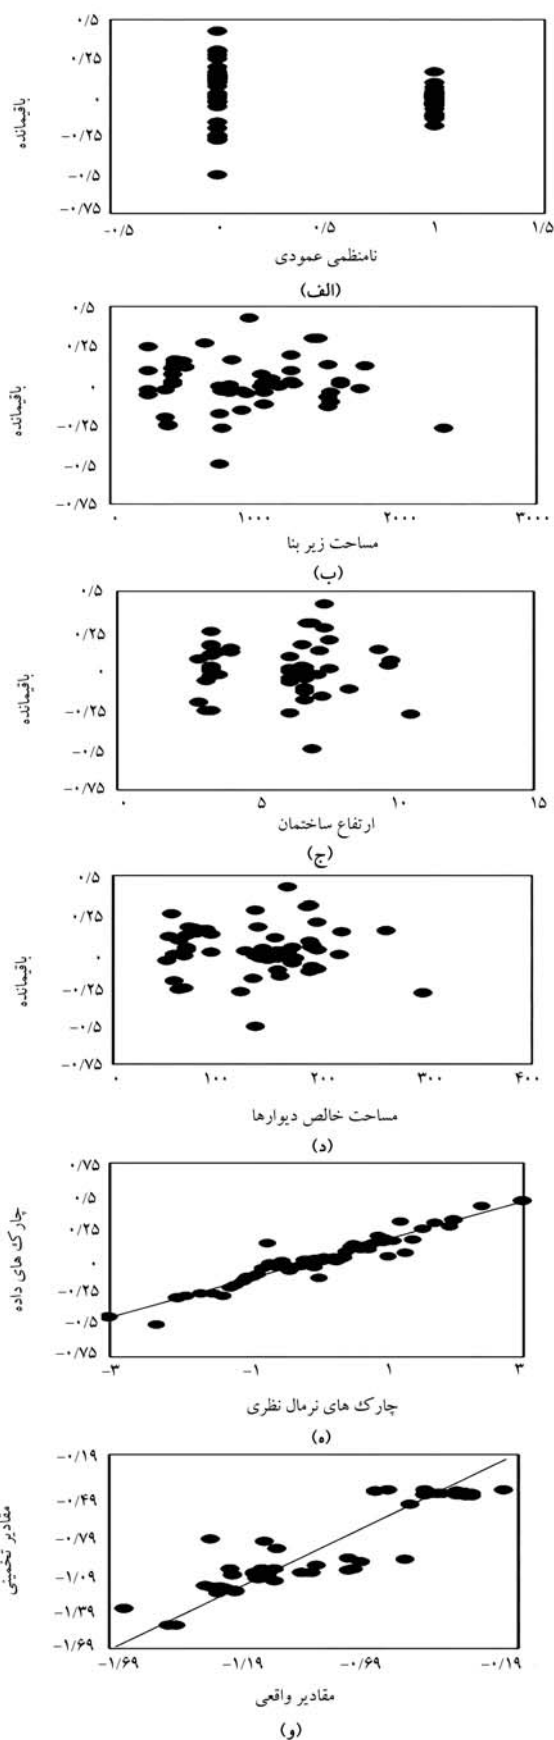 ۰/۵
۰/۲۵
۰
-۰/۲۵
-۰/۵
-۰/۷۵
باقیمانده
-۰/۵ ۰ ۰/۵ ۱ ۱/۵
نامنظمی عمودی
(الف)
۰/۵
۰/۲۵
۰
-۰/۲۵
-۰/۵
-۰/۷۵
باقیمانده
۰ ۱۰۰۰ ۲۰۰۰ ۳۰۰۰
مساحت زیر بنا
(ب)
۰/۵
۰/۲۵
۰
-۰/۲۵
-۰/۵
-۰/۷۵
باقیمانده
۰ ۵ ۱۰ ۱۵
ارتفاع ساختمان
(ج)
۰/۵
۰/۲۵
۰
-۰/۲۵
-۰/۵
-۰/۷۵
باقیمانده
۰ ۱۰۰ ۲۰۰ ۳۰۰ ۴۰۰
مساحت خالص دیوارها
(د)
۰/۷۵
۰/۵
۰/۲۵
۰
-۰/۲۵
-۰/۵
-۰/۷۵
چارک های داده
-۳ -۱ ۱ ۳
چارک های نرمال نظری
(ه)
-۰/۱۹
-۰/۴۹
-۰/۷۹
-۱/۰۹
-۱/۳۹
-۱/۶۹
مقادیر تخمینی
-۱/۶۹ -۱/۱۹ -۰/۶۹ -۰/۱۹
مقادیر واقعی
(و)